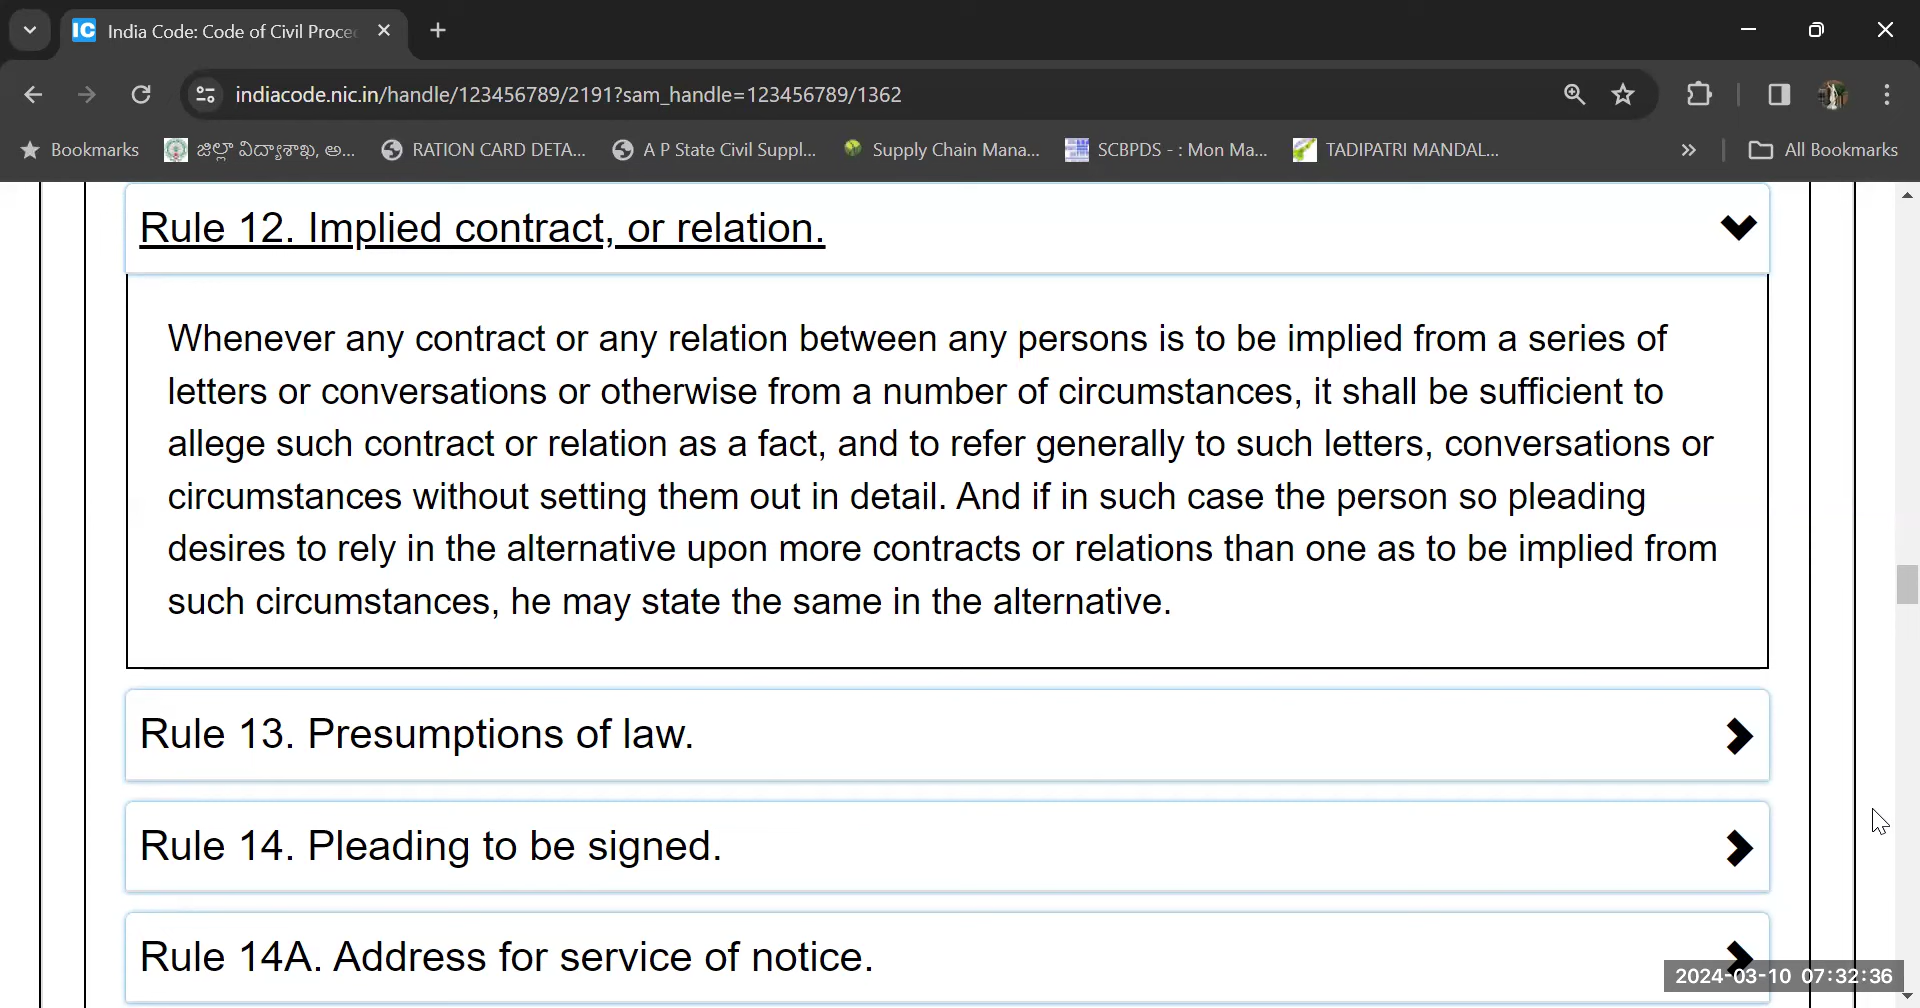 India Code: Code of Civil Proce
indiacode.nic.in/handle/123456789/2191?sam_handle=123456789/1362
Bookmarks
జిల్లా విద్యాశాఖ, అ...
RATION CARD DETA...
A P State Civil Suppl...
Supply Chain Mana...
SCBPDS - : Mon Ma...
TADIPATRI MANDAL...
All Bookmarks
Rule 12. Implied contract, or relation.
Whenever any contract or any relation between any persons is to be implied from a series of
letters or conversations or otherwise from a number of circumstances, it shall be sufficient to
allege such contract or relation as a fact, and to refer generally to such letters, conversations or
circumstances without setting them out in detail. And if in such case the person so pleading
desires to rely in the alternative upon more contracts or relations than one as to be implied from
such circumstances, he may state the same in the alternative.
Rule 13. Presumptions of law.
Rule 14. Pleading to be signed.
Rule 14A. Address for service of notice.
2024-03-10 07:32:36